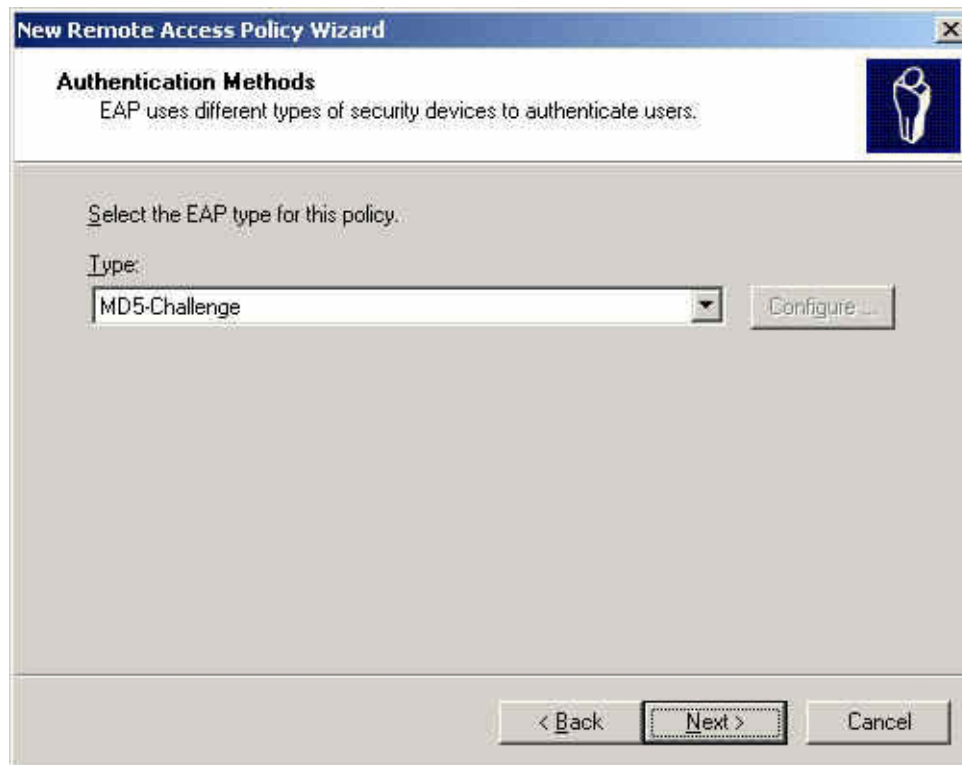 New Remote Access Policy Wizard
Authentication Methods
EAP uses different types of security devices to authenticate users.
Select the EAP type for this policy.
Type:
MD5-Challenge
Configure ...
< Back
Next >
Cancel